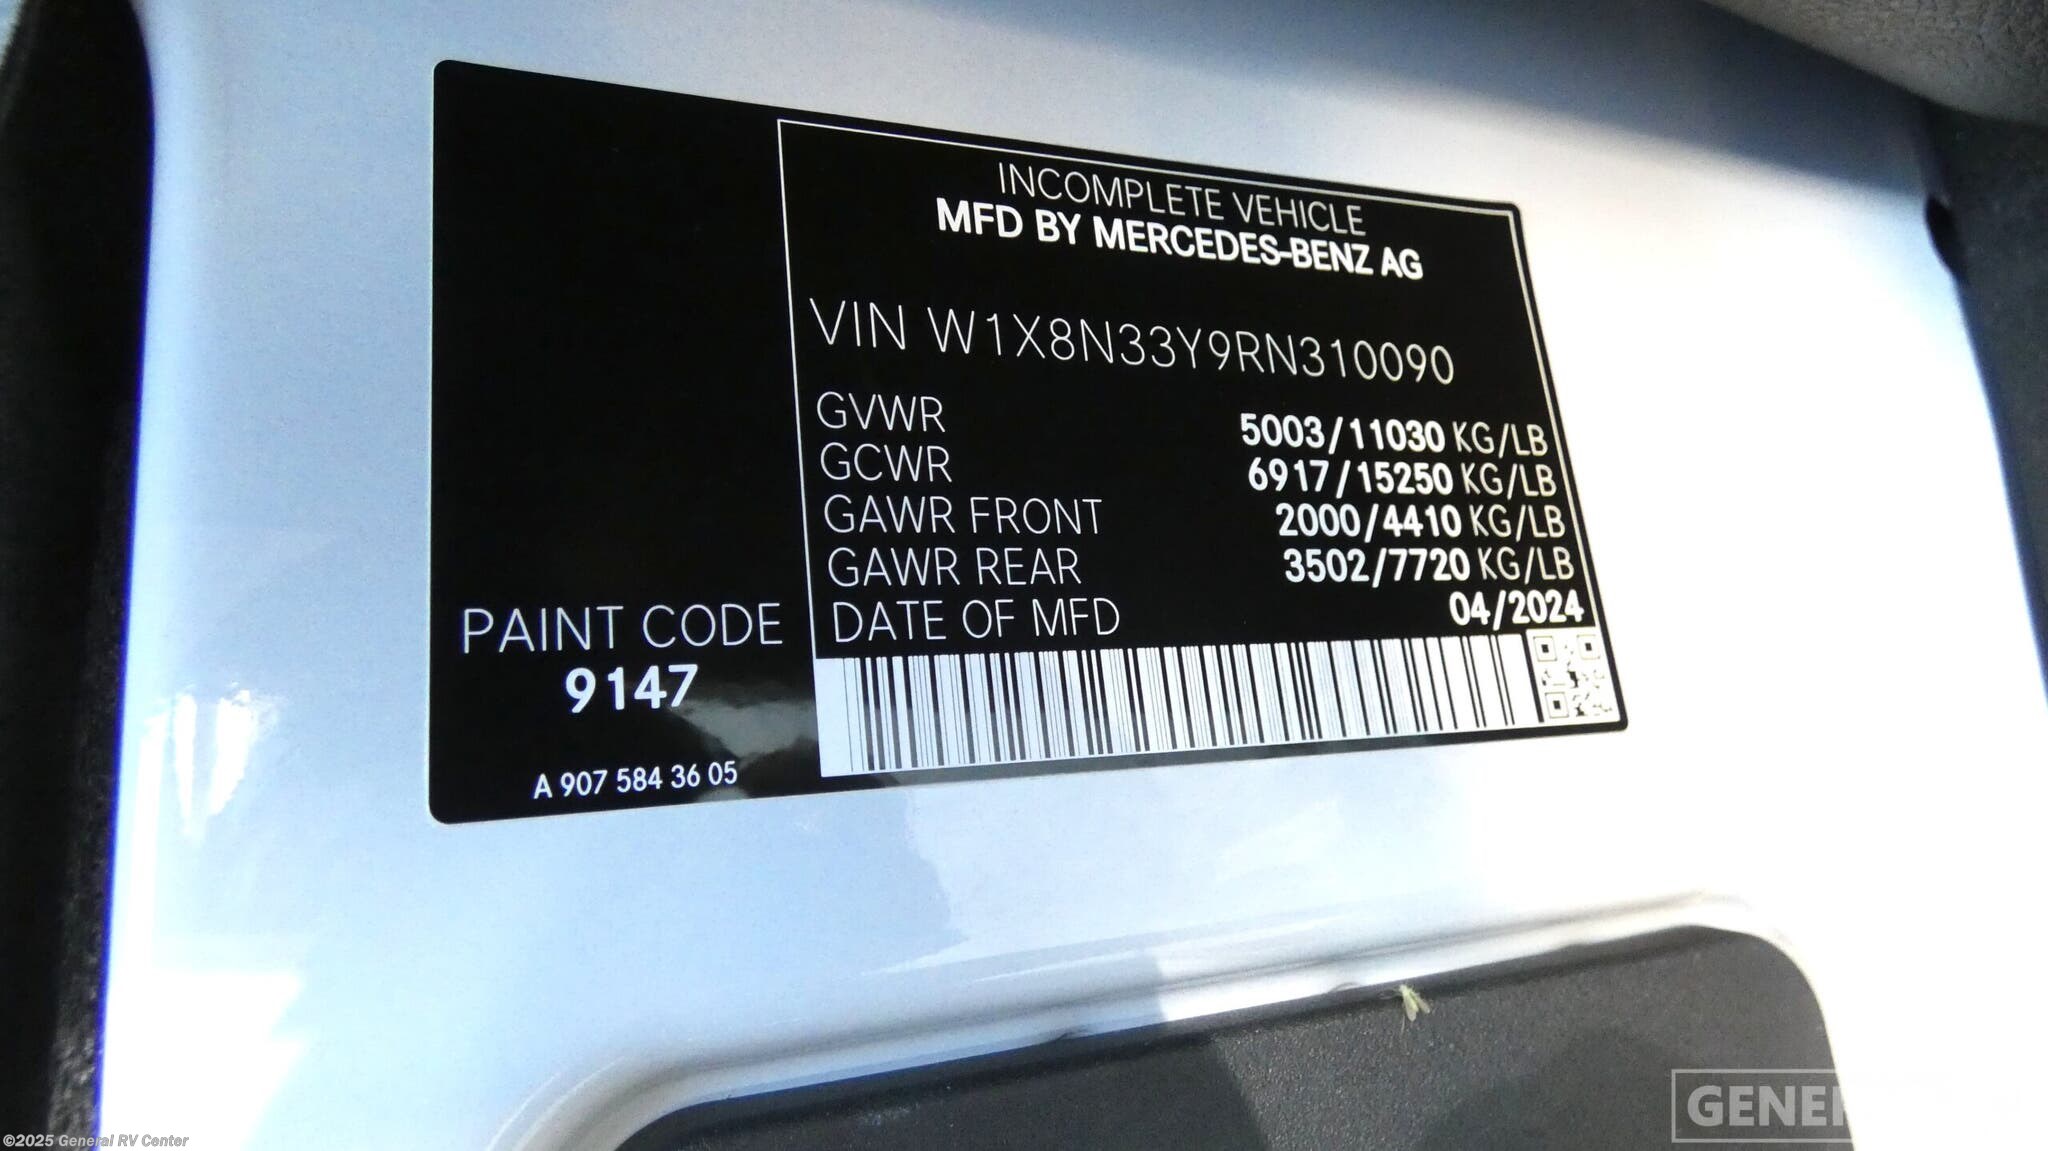 INCOMPLETE VEHICLE
MFD BY MERCEDES-BENZ AG
VIN W1X8N33Y9RN310090
GVWR 5003/11030 KG/LB
GCWR 6917/15250 KG/LB
GAWR FRONT 2000/4410 KG/LB
GAWR REAR 3502/7720 KG/LB
DATE OF MFD 04/2024
PAINT CODE
9147
A 907 584 36 05
GENER
©2025 General RV Center